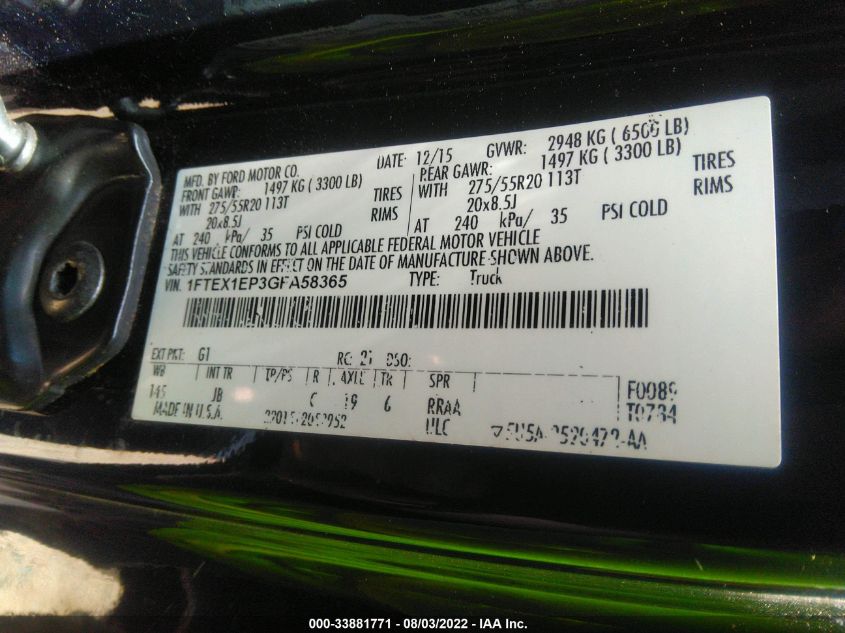 MFD. BY FORD MOTOR CO. DATE: 12/15 GVWR: 2948 KG ( 6500 LB)
FRONT GAWR: 1497 KG ( 3300 LB) REAR GAWR: 1497 KG ( 3300 LB)
WITH 275/55R20 113T TIRES WITH 275/55R20 113T TIRES
20x8.5J RIMS 20x8.5J RIMS
AT 240 kPa/ 35 PSI COLD AT 240 kPa/ 35 PSI COLD
THIS VEHICLE CONFORMS TO ALL APPLICABLE FEDERAL MOTOR VEHICLE
SAFETY STANDARDS IN EFFECT ON THE DATE OF MANUFACTURE SHOWN ABOVE.
VIN: 1FTEX1EP3GFA58365 TYPE: Truck
EXT PNT: G1 RC: DSO:
WB INT TR TP/PS R AXLE TR SPR
145 JB C 19 6 RRAA F0089
MADE IN U.S.A. T0734
ULC
000-33881771 - 08/03/2022 - IAA Inc.